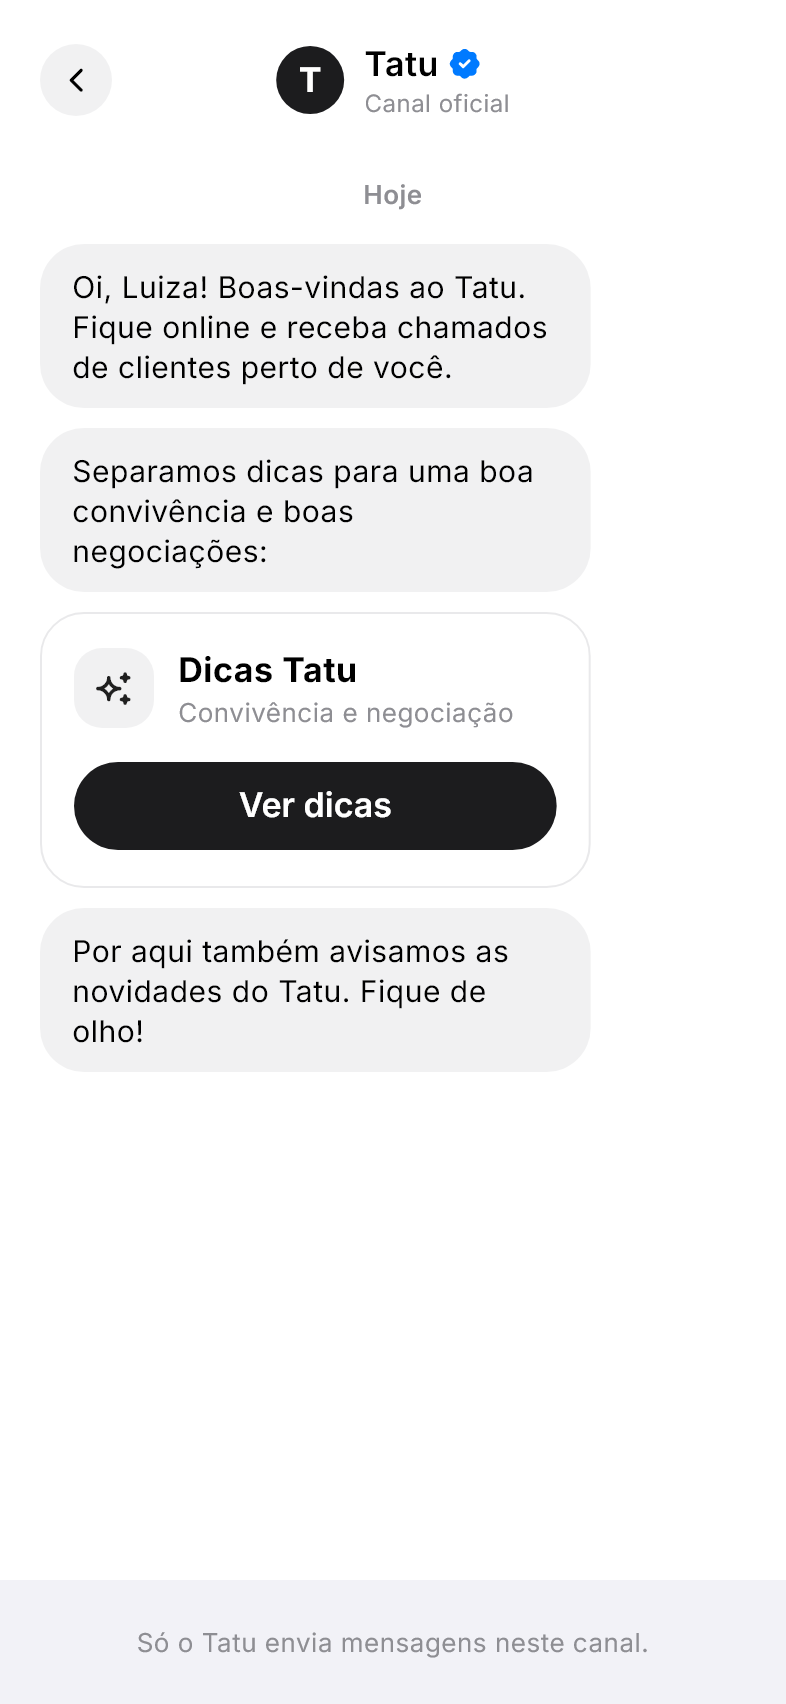 T
Tatu
Canal oficial
Hoje
Oi, Luiza! Boas-vindas ao Tatu.
Fique online e receba chamados
de clientes perto de você.
Separamos dicas para uma boa
convivência e boas
negociações:
Dicas Tatu
Convivência e negociação
Ver dicas
Por aqui também avisamos as
novidades do Tatu. Fique de
olho!
Só o Tatu envia mensagens neste canal.